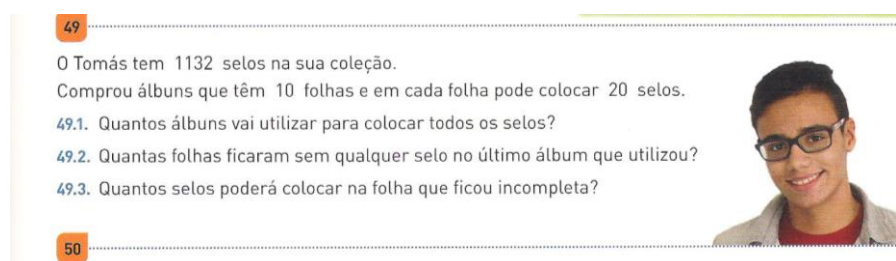 49
O Tomás tem 1132 selos na sua coleção.
Comprou álbuns que têm 10 folhas e em cada folha pode colocar 20 selos.
49.1. Quantos álbuns vai utilizar para colocar todos os selos?
49.2. Quantas folhas ficaram sem qualquer selo no último álbum que utilizou?
49.3. Quantos selos poderá colocar na folha que ficou incompleta?
50